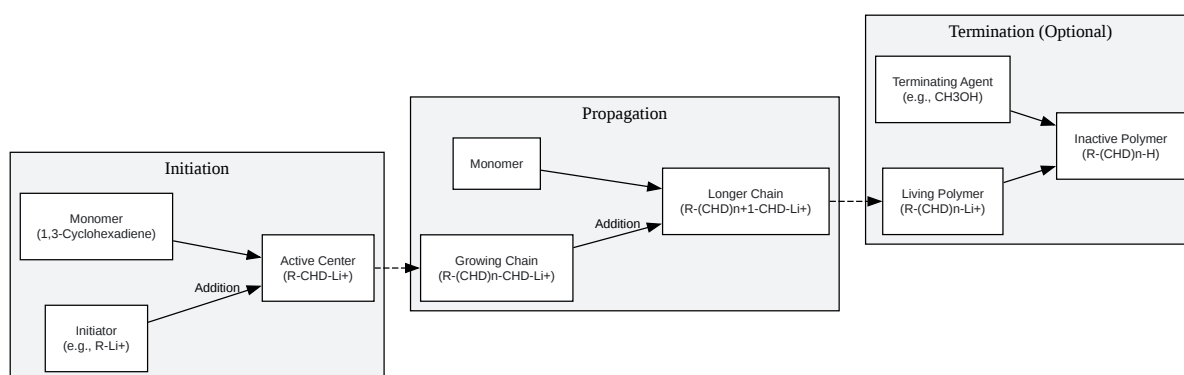 Initiation
Monomer
(1,3-Cyclohexadiene)
Initiator
(e.g., R-Li+)
Addition
Active Center
(R-CHD-Li+)
Propagation
Monomer
Growing Chain
(R-(CHD)n-CHD-Li+)
Addition
Longer Chain
(R-(CHD)n+1-CHD-Li+)
Termination (Optional)
Terminating Agent
(e.g., CH3OH)
Living Polymer
(R-(CHD)n-Li+)
Inactive Polymer
(R-(CHD)n-H)